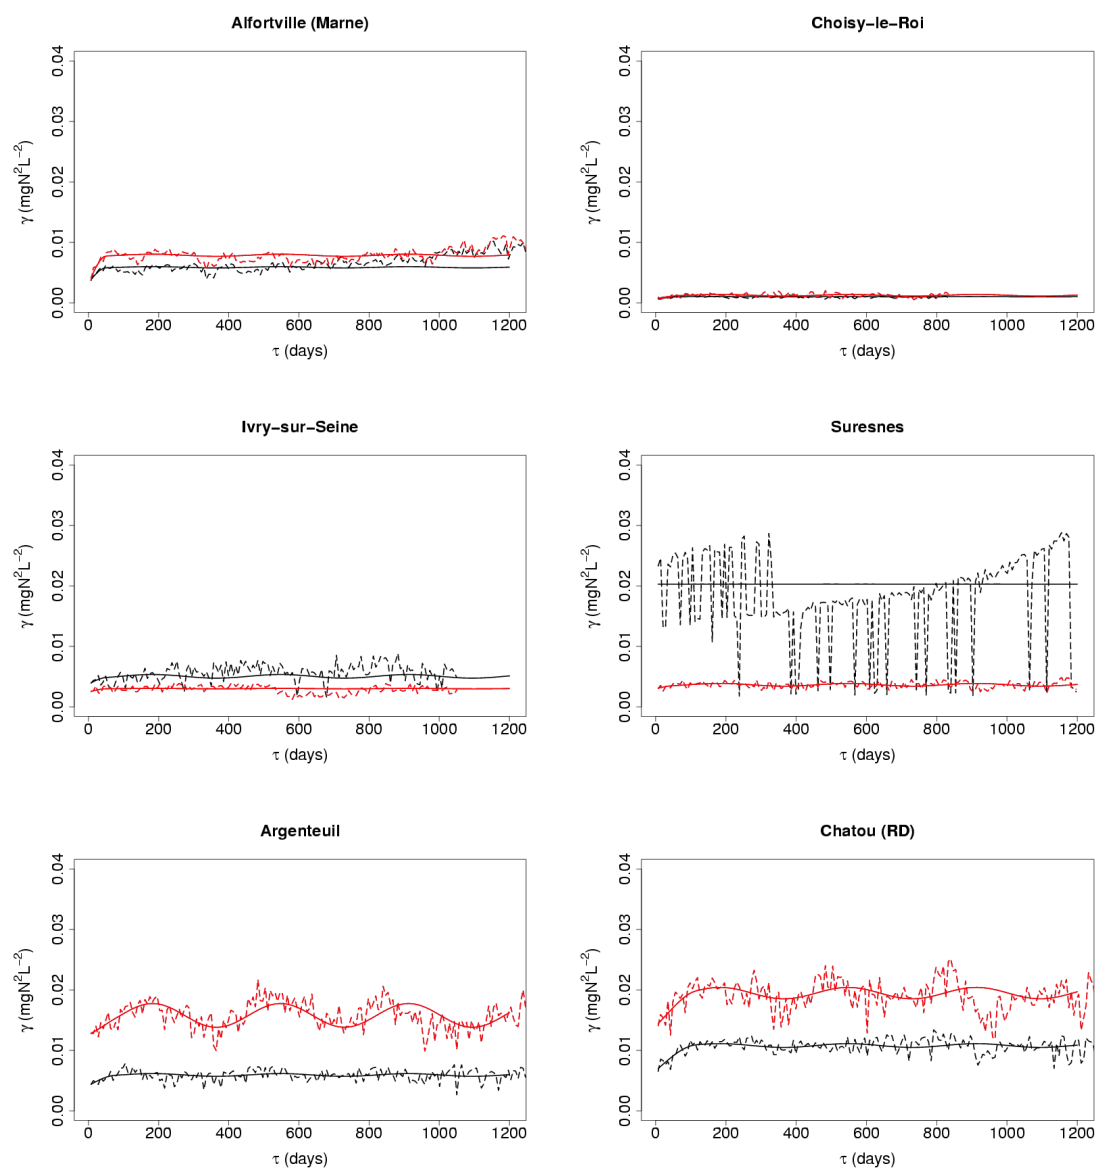 Alfortville (Marne)
γ (mgN²L⁻²)
0.00 0.01 0.02 0.03 0.04
0 200 400 600 800 1000 1200
τ (days)
Choisy−le−Roi
γ (mgN²L⁻²)
0.00 0.01 0.02 0.03 0.04
0 200 400 600 800 1000 1200
τ (days)
Ivry−sur−Seine
γ (mgN²L⁻²)
0.00 0.01 0.02 0.03 0.04
0 200 400 600 800 1000 1200
τ (days)
Suresnes
γ (mgN²L⁻²)
0.00 0.01 0.02 0.03 0.04
0 200 400 600 800 1000 1200
τ (days)
Argenteuil
γ (mgN²L⁻²)
0.00 0.01 0.02 0.03 0.04
0 200 400 600 800 1000 1200
τ (days)
Chatou (RD)
γ (mgN²L⁻²)
0.00 0.01 0.02 0.03 0.04
0 200 400 600 800 1000 1200
τ (days)